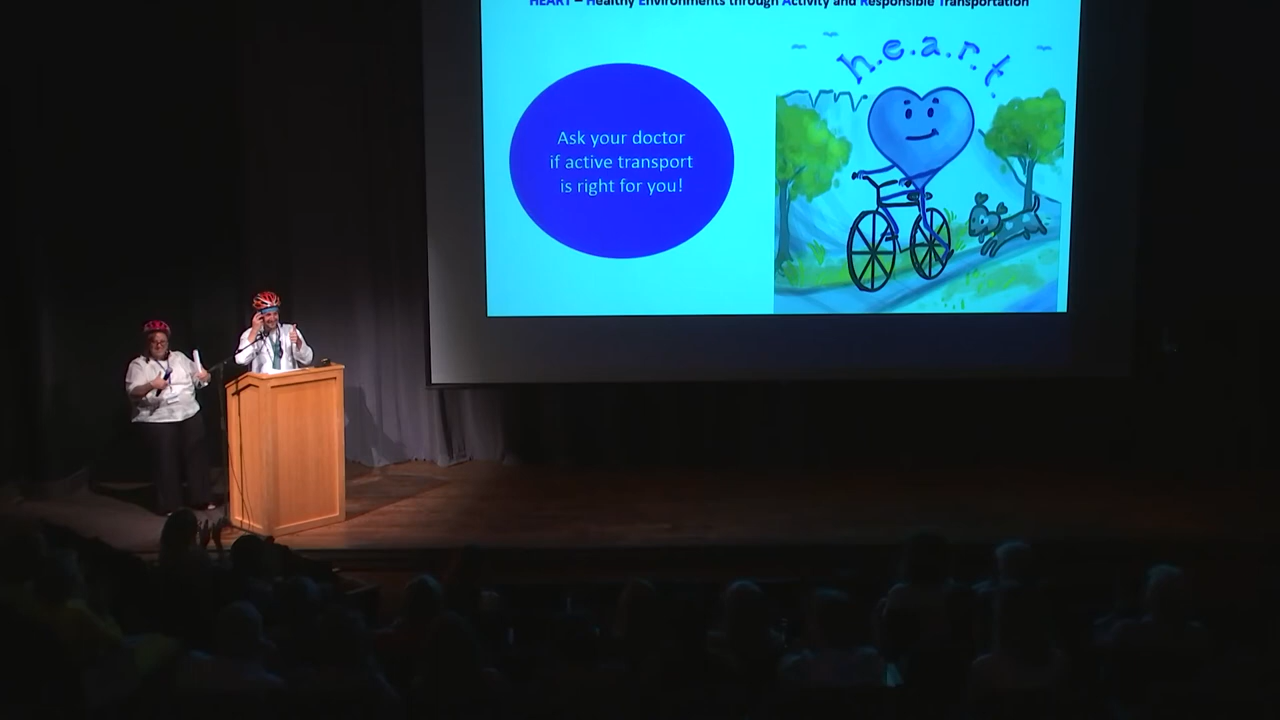 HEART – Healthy Environments through Activity and Responsible Transportation
h.e.a.r.t.
Ask your doctor
if active transport
is right for you!